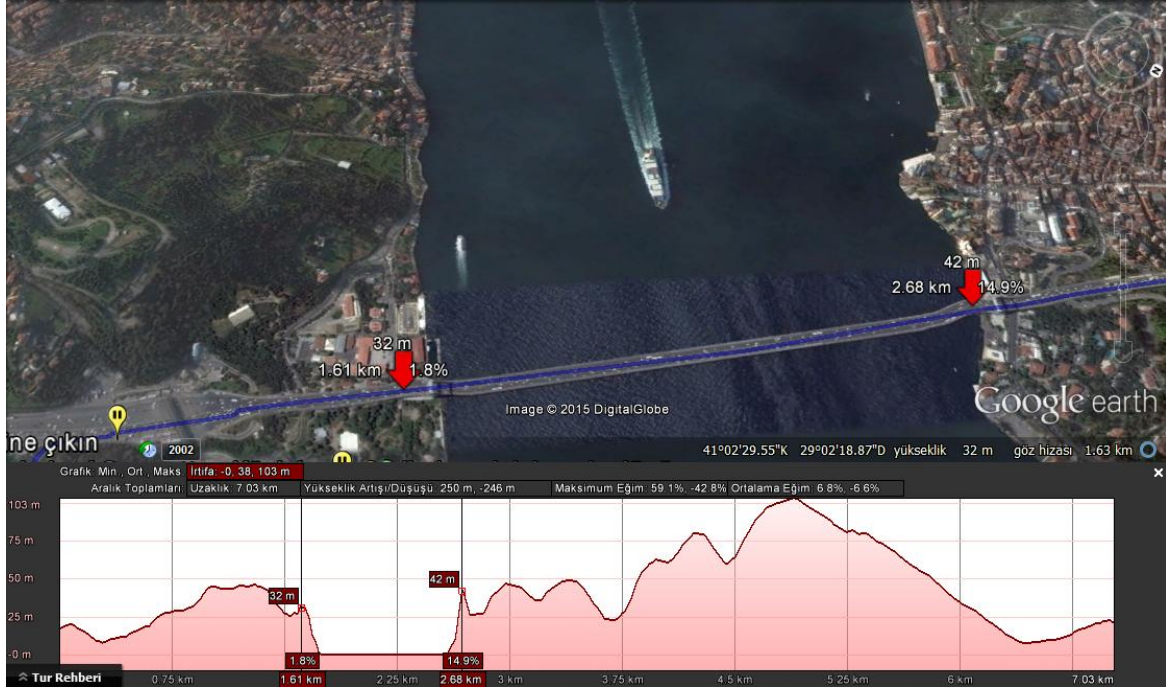 N
42 m
2.68 km 14.9%
32 m
1.61 km 1.8%
Image © 2015 DigitalGlobe
Google earth
ine çıkın
2002
41°02'29.55"K 29°02'18.87"D yükseklik 32 m göz hizası 1.63 km
Grafik: Min., Ort., Maks İrtifa: -0, 38, 103 m
Aralık Toplamları: Uzaklık: 7.03 km Yükseklik Artışı/Düşüşü: 250 m, -246 m Maksimum Eğim: 59.1%, -42.8% Ortalama Eğim: 6.8%, -6.6%
103 m
75 m
50 m
42 m
32 m
25 m
-0 m
1.8% 14.9%
Tur Rehberi 0.75 km 1.61 km 2.25 km 2.68 km 3 km 3.75 km 4.5 km 5.25 km 6 km 7.03 km